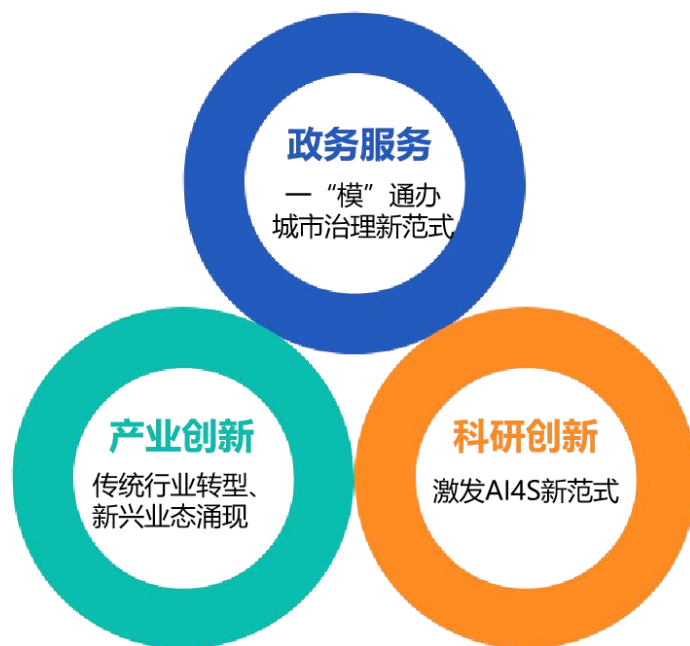 政务服务
一“模”通办
城市治理新范式
产业创新
传统行业转型、
新兴业态涌现
科研创新
激发AI4S新范式